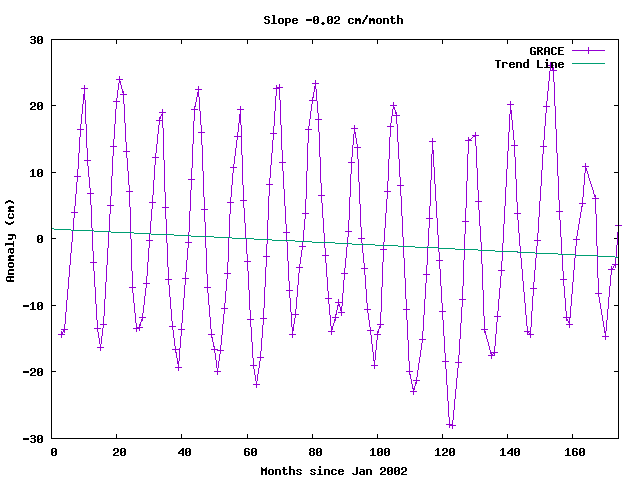 Slope -0.02 cm/month
GRACE
Trend Line
Anomaly (cm)
30
20
10
0
-10
-20
-30
0 20 40 60 80 100 120 140 160
Months since Jan 2002